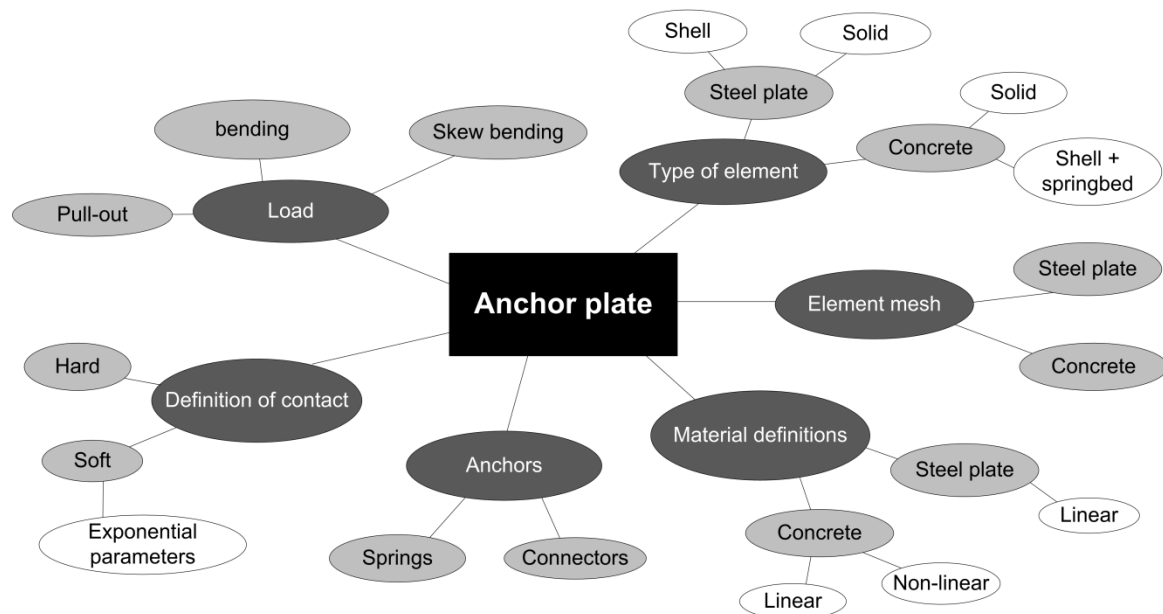 Shell
Solid
Steel plate
Solid
bending
Skew bending
Concrete
Type of element
Shell +
springbed
Pull-out
Load
Steel plate
Anchor plate
Element mesh
Hard
Concrete
Definition of contact
Material definitions
Soft
Anchors
Steel plate
Linear
Exponential
parameters
Springs
Connectors
Concrete
Non-linear
Linear